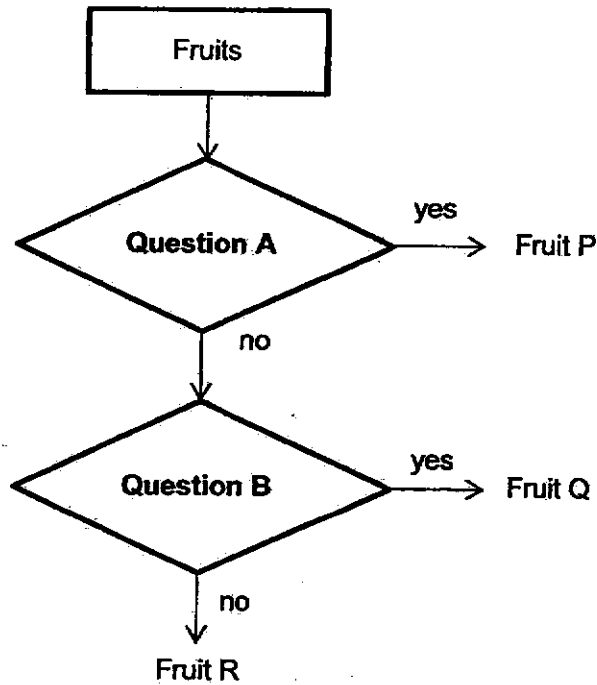 Fruits
Question A
yes
Fruit P
no
Question B
yes
Fruit Q
no
Fruit R